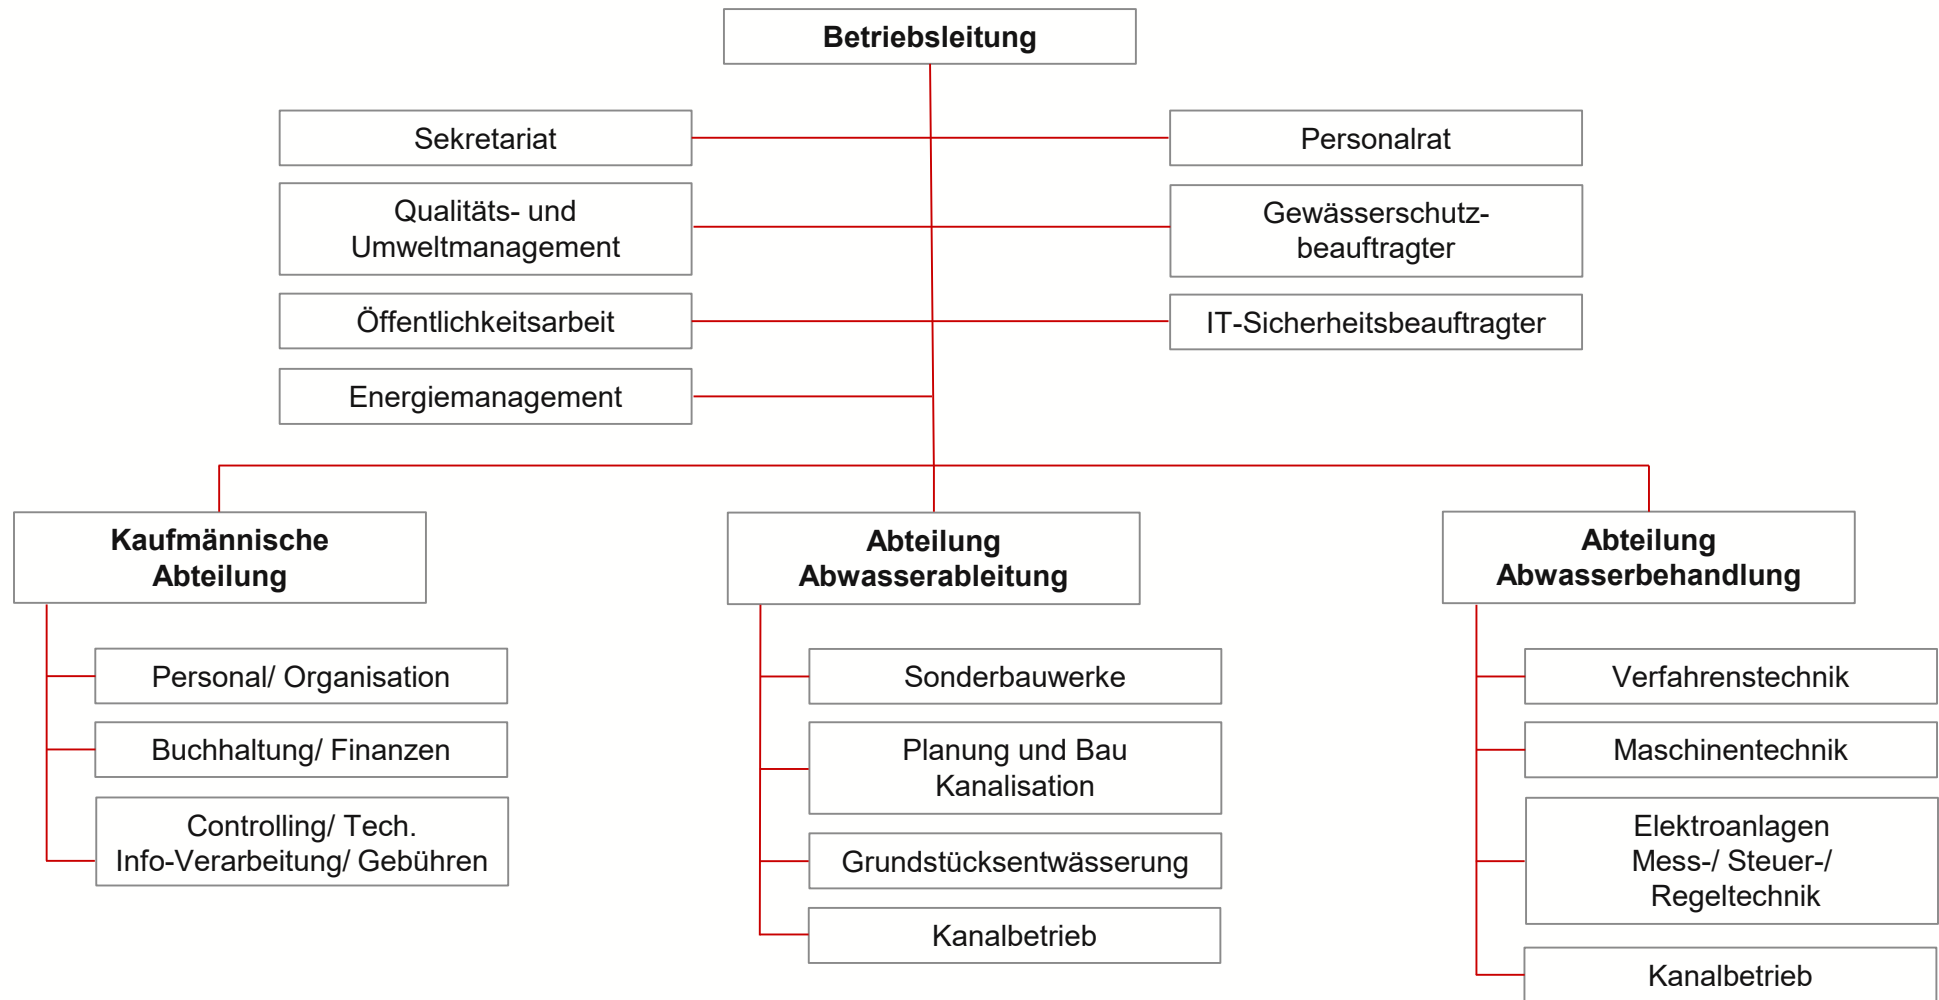 Betriebsleitung
Sekretariat
Personalrat
Qualitäts- und
Umweltmanagement
Gewässerschutz-
beauftragter
Öffentlichkeitsarbeit
IT-Sicherheitsbeauftragter
Energiemanagement
Kaufmännische
Abteilung
Personal/ Organisation
Buchhaltung/ Finanzen
Controlling/ Tech.
Info-Verarbeitung/ Gebühren
Abteilung
Abwasserableitung
Sonderbauwerke
Planung und Bau
Kanalisation
Grundstücksentwässerung
Kanalbetrieb
Abteilung
Abwasserbehandlung
Verfahrenstechnik
Maschinentechnik
Elektroanlagen
Mess-/ Steuer-/
Regeltechnik
Kanalbetrieb